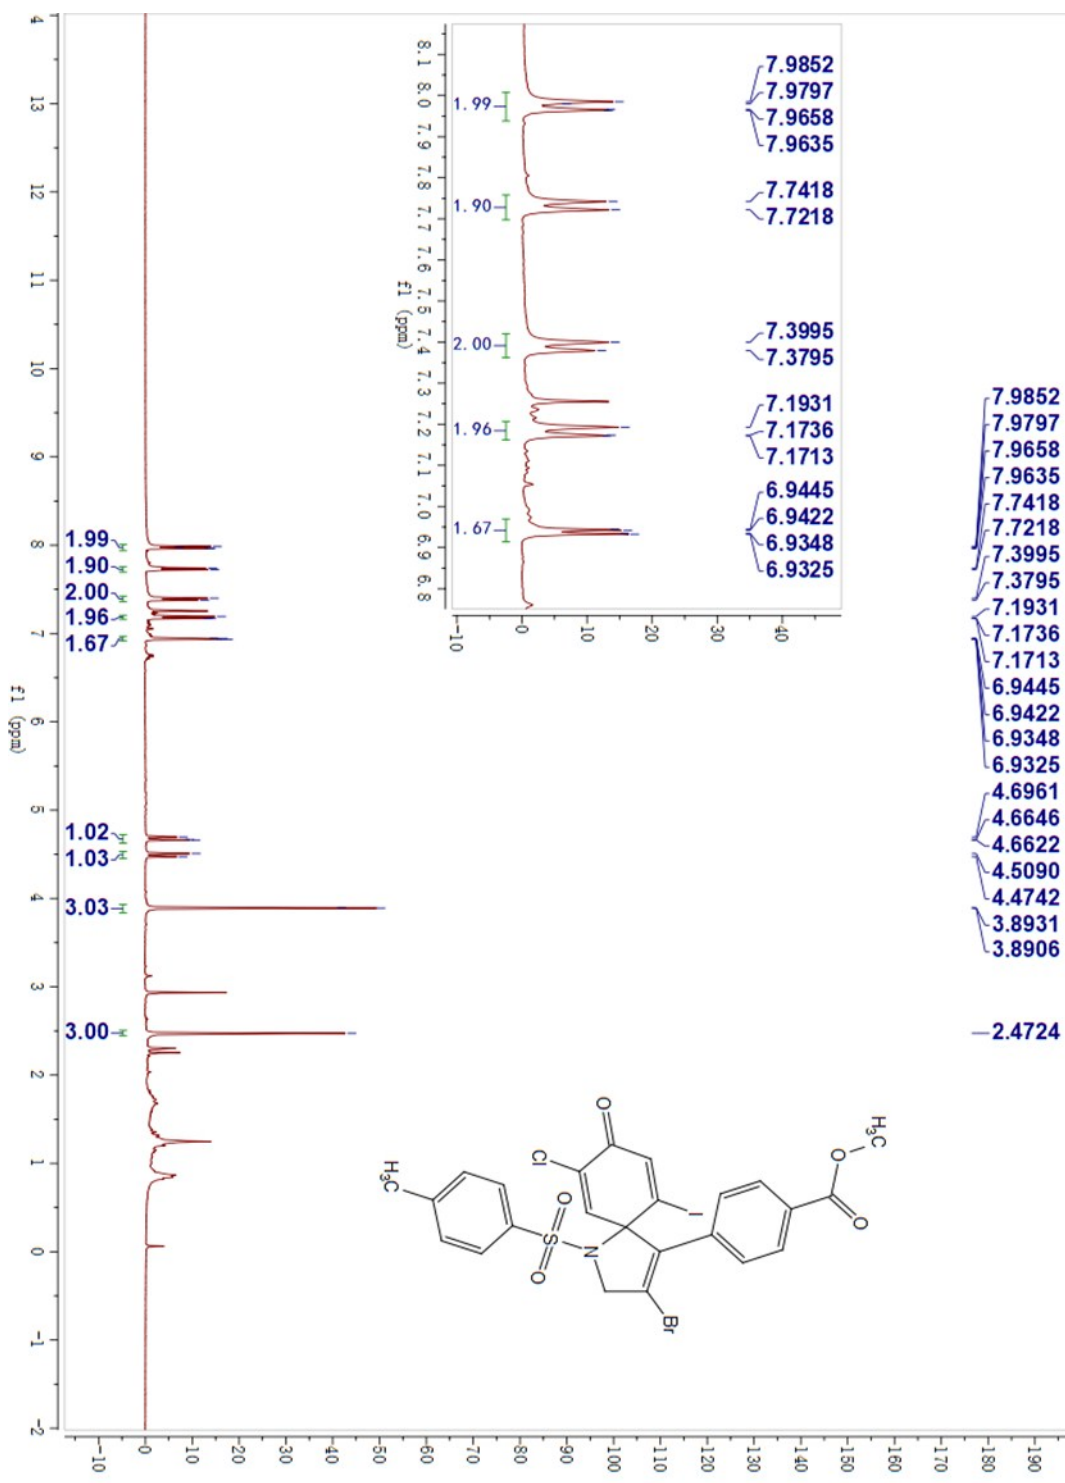 7.9852
7.9797
7.9658
7.9635
7.7418
7.7218
7.3995
7.3795
7.1931
7.1736
7.1713
6.9445
6.9422
6.9348
6.9325
4.6961
4.6646
4.6622
4.5090
4.4742
3.8931
3.8906
2.4724
7.9852
7.9797
7.9658
7.9635
7.7418
7.7218
7.3995
7.3795
7.1931
7.1736
7.1713
6.9445
6.9422
6.9348
6.9325
1.99
1.90
2.00
1.96
1.67
8.1 8.0 7.9 7.8 7.7 7.6 7.5 7.4 7.3 7.2 7.1 7.0 6.9 6.8
f1 (ppm)
-10 0 10 20 30 40
1.99
1.90
2.00
1.96
1.67
1.02
1.03
3.03
3.00
4 13 12 11 10 9 8 7 6 5 4 3 2 1 0 -1 -2
f1 (ppm)
-10 0 10 20 30 40 50 60 70 80 90 100 110 120 130 140 150 160 170 180 190
H3C
O
O
O
Cl
I
H3C
O
S
O
N
Br